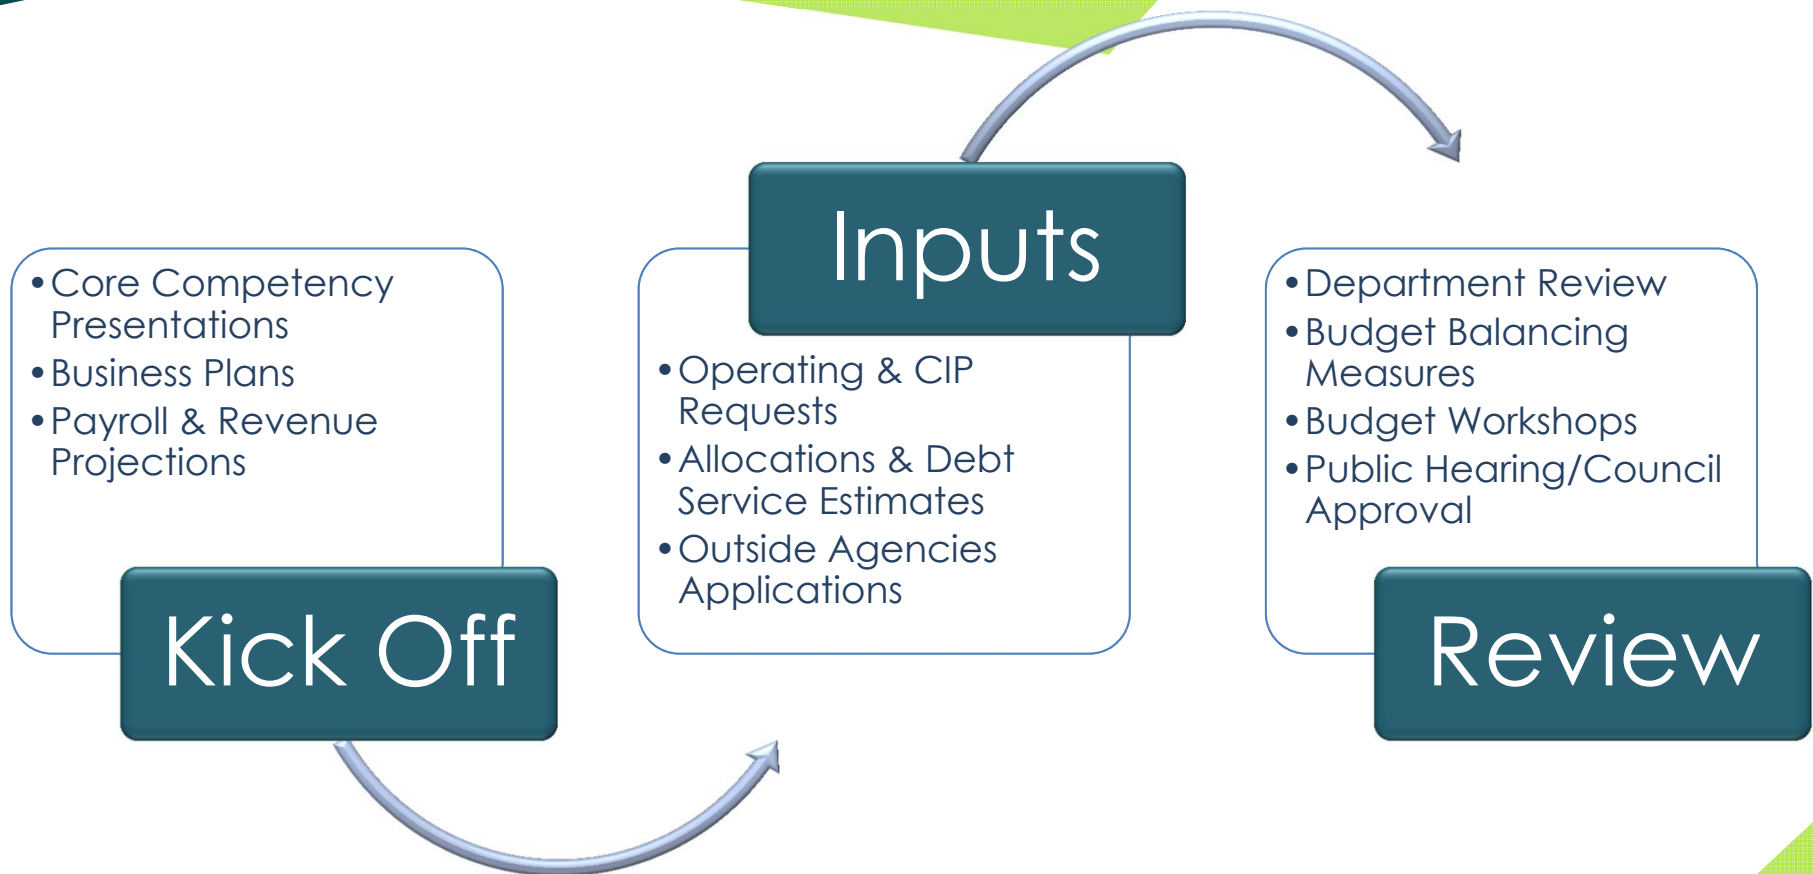 •Core Competency
Presentations
•Business Plans
•Payroll & Revenue
Projections
Kick Off
Inputs
•Operating & CIP
Requests
•Allocations & Debt
Service Estimates
•Outside Agencies
Applications
•Department Review
•Budget Balancing
Measures
•Budget Workshops
•Public Hearing/Council
Approval
Review